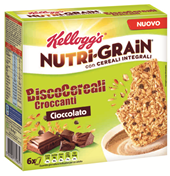 NUOVO
Kellogg's
NUTRI-GRAIN
CON CEREALI INTEGRALI
BiscoCereali
Croccanti
Cioccolato
6x